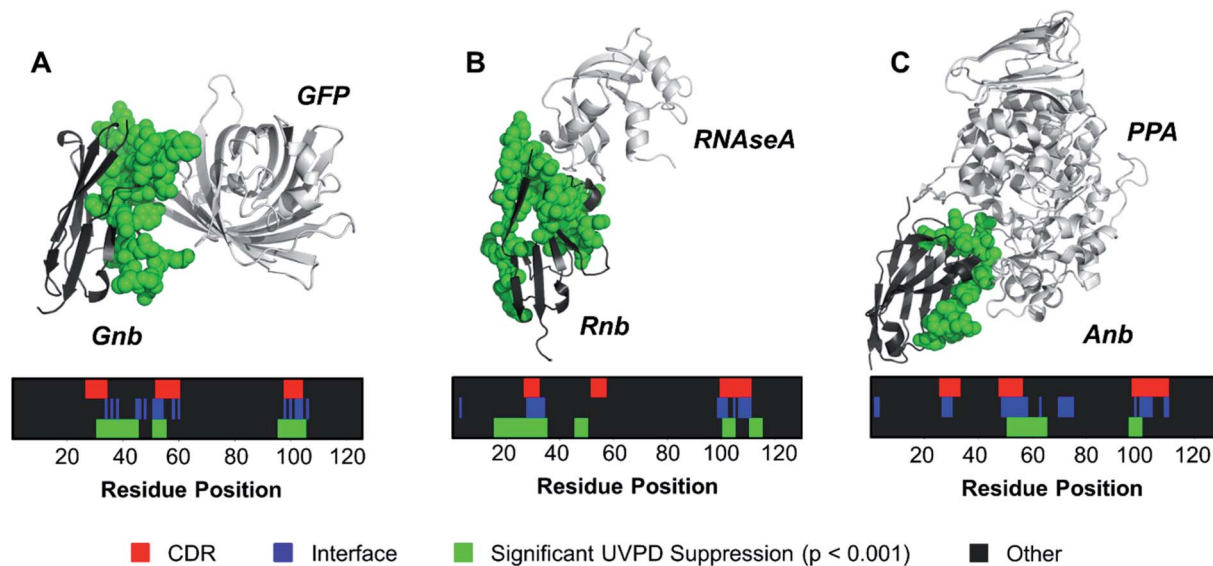 A
GFP
Gnb
B
RNAseA
Rnb
C
PPA
Anb
20 40 60 80 100 120
Residue Position
20 40 60 80 100 120
Residue Position
20 40 60 80 100 120
Residue Position
CDR Interface Significant UVPD Suppression (p < 0.001) Other